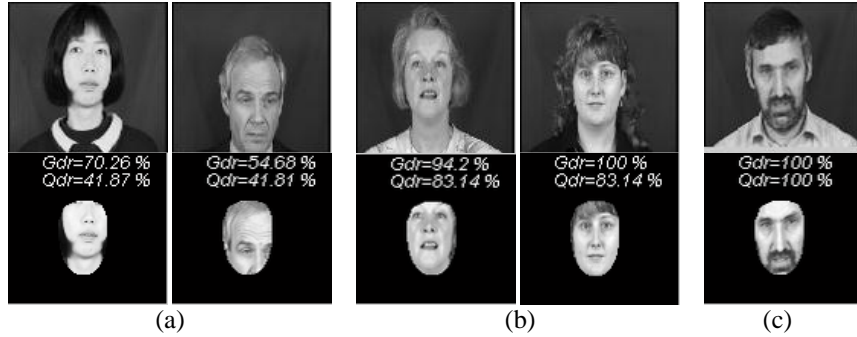 Gdr=70.26 %
Qdr=41.87 %
Gdr=54.68 %
Qdr=41.81 %
Gdr=94.2 %
Qdr=83.14 %
Gdr=100 %
Qdr=83.14 %
Gdr=100 %
Qdr=100 %
(a)
(b)
(c)